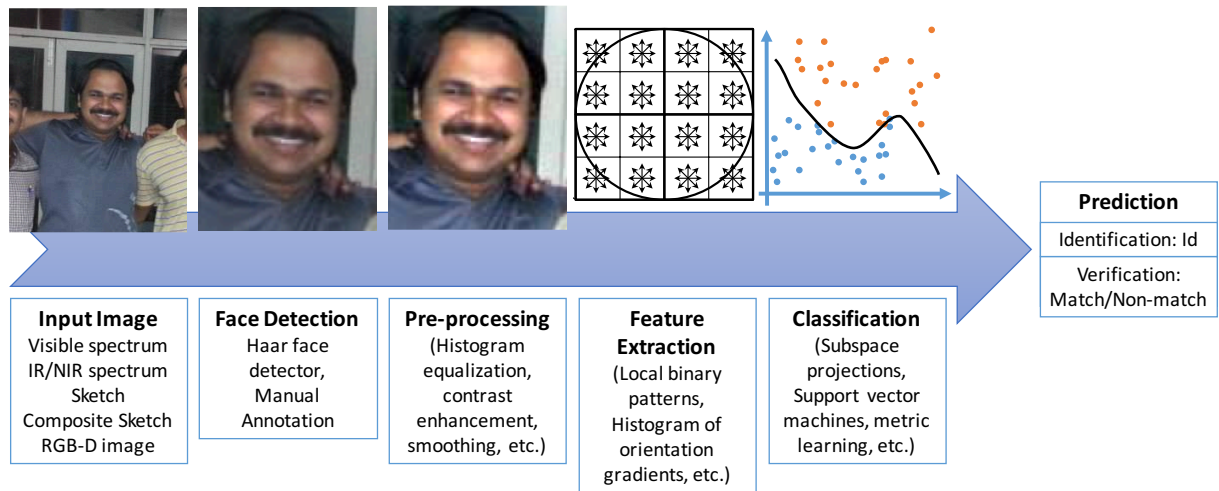 Input Image
Visible spectrum
IR/NIR spectrum
Sketch
Composite Sketch
RGB-D image
Face Detection
Haar face
detector,
Manual
Annotation
Pre-processing
(Histogram
equalization,
contrast
enhancement,
smoothing, etc.)
Feature
Extraction
(Local binary
patterns,
Histogram of
orientation
gradients, etc.)
Classification
(Subspace
projections,
Support vector
machines, metric
learning, etc.)
Prediction
Identification: Id
Verification:
Match/Non-match